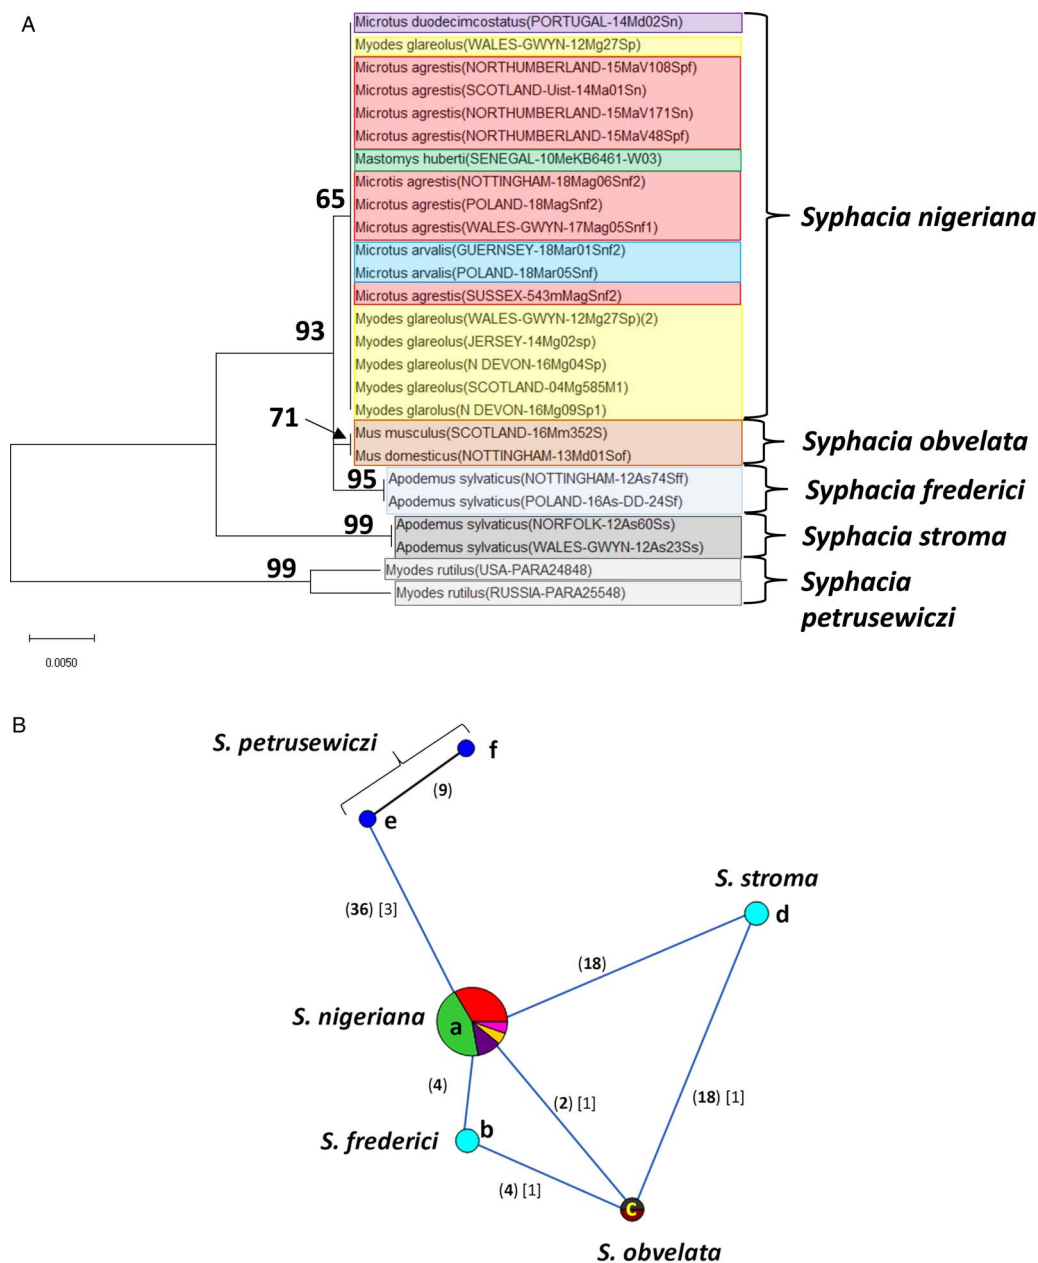 A
Microtus duodecimcostatus(PORTUGAL-14Md02Sn)
Myodes glareolus(WALES-GWYN-12Mg27Sp)
Microtus agrestis(NORTHUMBERLAND-15MaV108Spf)
Microtus agrestis(SCOTLAND-Uist-14Ma01Sn)
Microtus agrestis(NORTHUMBERLAND-15MaV171Sn)
Microtus agrestis(NORTHUMBERLAND-15MaV48Spf)
Mastomys huberti(SENEGAL-10MeKB6461-W03)
Microtis agrestis(NOTTINGHAM-18Mag06Snf2)
Microtus agrestis(POLAND-18MagSnf2)
Microtus agrestis(WALES-GWYN-17Mag05Snf1)
Microtus arvalis(GUERNSEY-18Mar01Snf2)
Microtus arvalis(POLAND-18Mar05Snf)
Microtus agrestis(SUSSEX-543mMagSnf2)
Myodes glareolus(WALES-GWYN-12Mg27Sp)(2)
Myodes glareolus(JERSEY-14Mg02sp)
Myodes glareolus(N DEVON-16Mg04Sp)
Myodes glareolus(SCOTLAND-04Mg585M1)
Myodes glarolus(N DEVON-16Mg09Sp1)
Mus musculus(SCOTLAND-16Mm352S)
Mus domesticus(NOTTINGHAM-13Md01Sof)
Apodemus sylvaticus(NOTTINGHAM-12As74Sff)
Apodemus sylvaticus(POLAND-16As-DD-24Sf)
Apodemus sylvaticus(NORFOLK-12As60Ss)
Apodemus sylvaticus(WALES-GWYN-12As23Ss)
Myodes rutilus(USA-PARA24848)
Myodes rutilus(RUSSIA-PARA25548)
65
93
71
95
99
99
Syphacia nigeriana
Syphacia obvelata
Syphacia frederici
Syphacia stroma
Syphacia
petrusewiczi
0.0050
B
S. petrusewiczi
f
(9)
e
(36) [3]
S. stroma
d
(18)
S. nigeriana
a
(4)
(2) [1]
(18) [1]
S. frederici
b
(4) [1]
c
S. obvelata